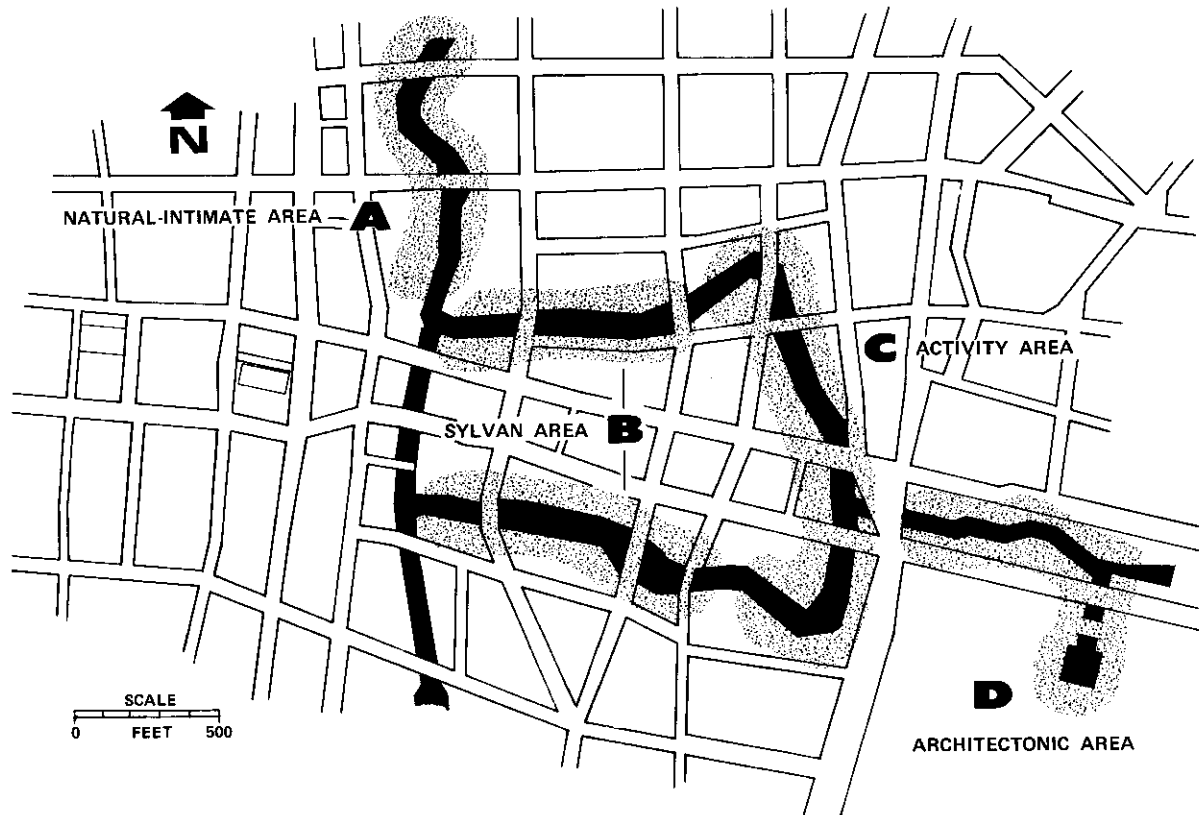 N
NATURAL-INTIMATE AREA — A
C ACTIVITY AREA
SYLVAN AREA B
D
SCALE
0 FEET 500
ARCHITECTONIC AREA